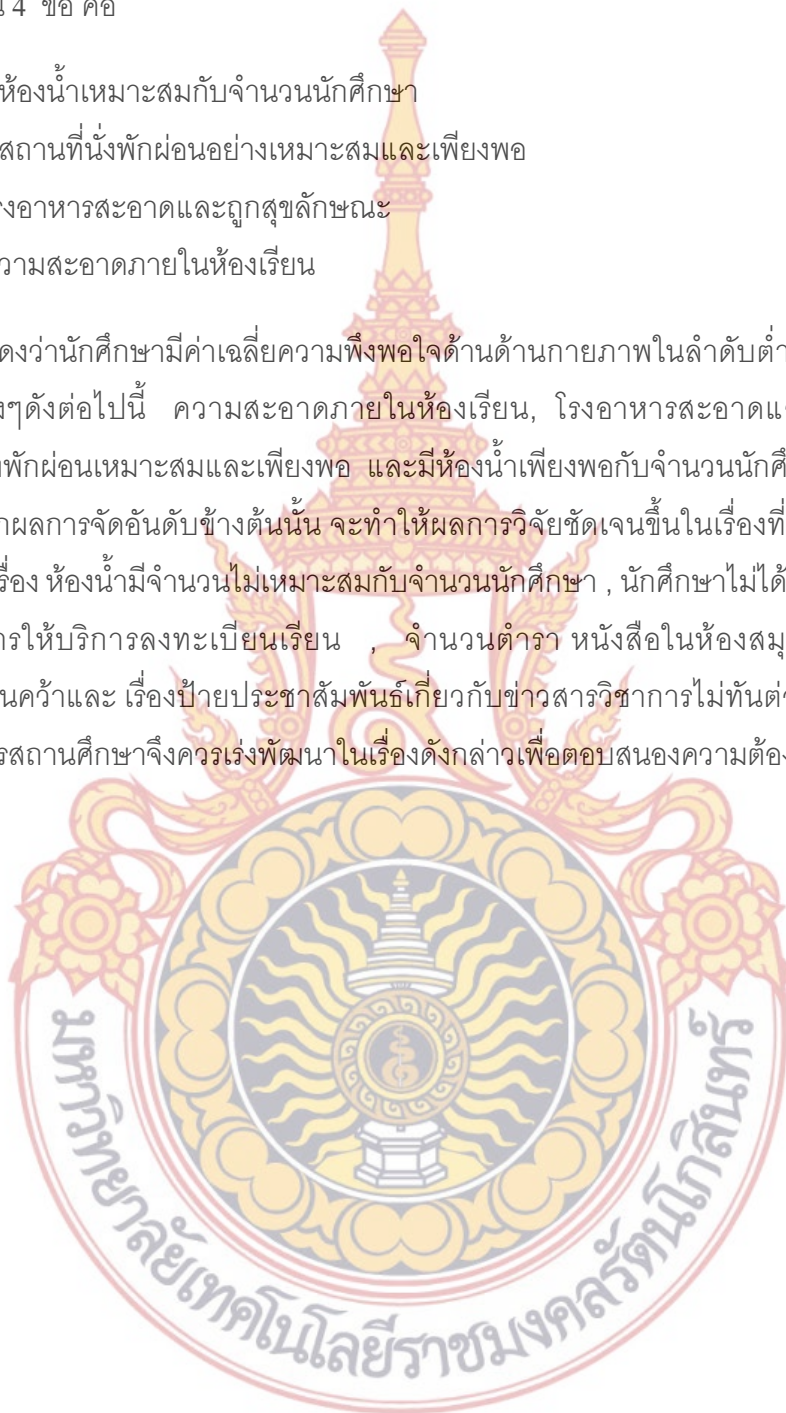 น 4 ข้อ คือ
ห้องน้ำเหมาะสมกับจำนวนนักศึกษา
สถานที่นั่งพักผ่อนอย่างเหมาะสมและเพียงพอ
รงอาหารสะอาดและถูกสุขลักษณะ
วามสะอาดภายในห้องเรียน
ดงว่านักศึกษามีค่าเฉลี่ยความพึงพอใจด้านด้านกายภาพในลำดับต่ำ
งๆดังต่อไปนี้ ความสะอาดภายในห้องเรียน, โรงอาหารสะอาดแ
พักผ่อนเหมาะสมและเพียงพอ และมีห้องน้ำเพียงพอกับจำนวนนักศึ
กผลการจัดอันดับข้างต้นนั้น จะทำให้ผลการวิจัยชัดเจนขึ้นในเรื่องที่
รื่อง ห้องน้ำมีจำนวนไม่เหมาะสมกับจำนวนนักศึกษา , นักศึกษาไม่ได้
ารให้บริการลงทะเบียนเรียน , จำนวนตำรา หนังสือในห้องสมุ
นคว้าและ เรื่องป้ายประชาสัมพันธ์เกี่ยวกับข่าวสารวิชาการไม่ทันต่
รสถานศึกษาจึงควรเร่งพัฒนาในเรื่องดังกล่าวเพื่อตอบสนองความต้อง
มหาวิทยาลัยเทคโนโลยีราชมงคลรัตนโกสินทร์